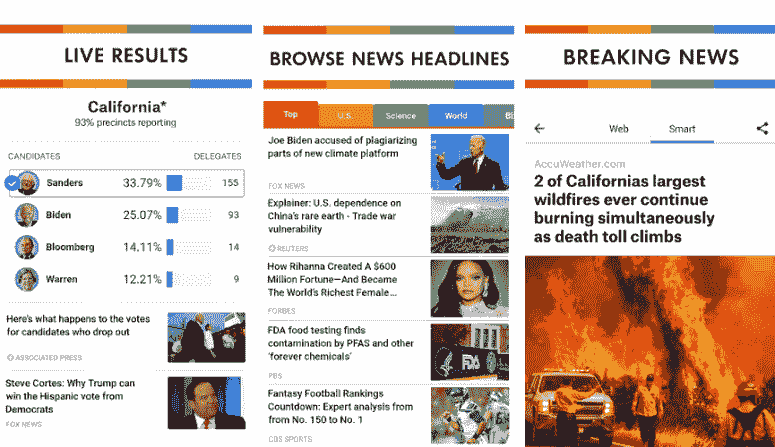 LIVE RESULTS
California*
93% precincts reporting
CANDIDATES DELEGATES
Sanders 33.79% 155
Biden 25.07% 93
Bloomberg 14.11% 14
Warren 12.21% 9
Here's what happens to the votes
for candidates who drop out
ASSOCIATED PRESS
Steve Cortes: Why Trump can
win the Hispanic vote from
Democrats
FOX NEWS
BROWSE NEWS HEADLINES
Top U.S. Science World
Joe Biden accused of plagiarizing
parts of new climate platform
FOX NEWS
Explainer: U.S. dependence on
China's rare earth - Trade war
vulnerability
REUTERS
How Rihanna Created A $600
Million Fortune—And Became
The World's Richest Female...
FORBES
FDA food testing finds
contamination by PFAS and other
'forever chemicals'
PBS
FDA
Fantasy Football Rankings
Countdown: Expert analysis from
from No. 150 to No. 1
CBS SPORTS
BREAKING NEWS
Web Smart
AccuWeather.com
2 of Californias largest
wildfires ever continue
burning simultaneously
as death toll climbs